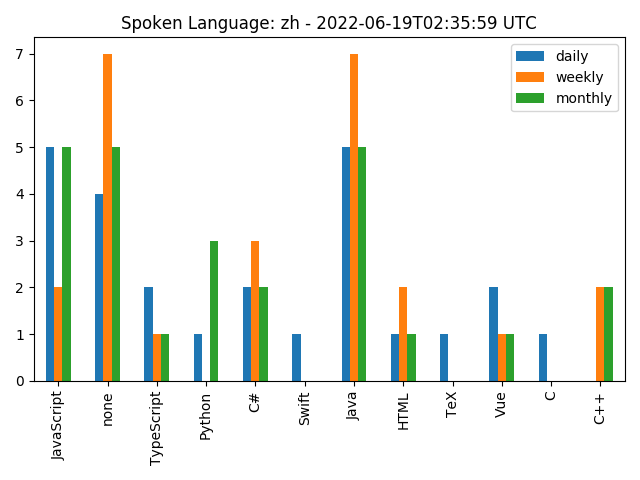 Spoken Language: zh - 2022-06-19T02:35:59 UTC
daily
weekly
monthly
7
6
5
4
3
2
1
0
JavaScript
none
TypeScript
Python
C#
Swift
Java
HTML
TeX
Vue
C
C++